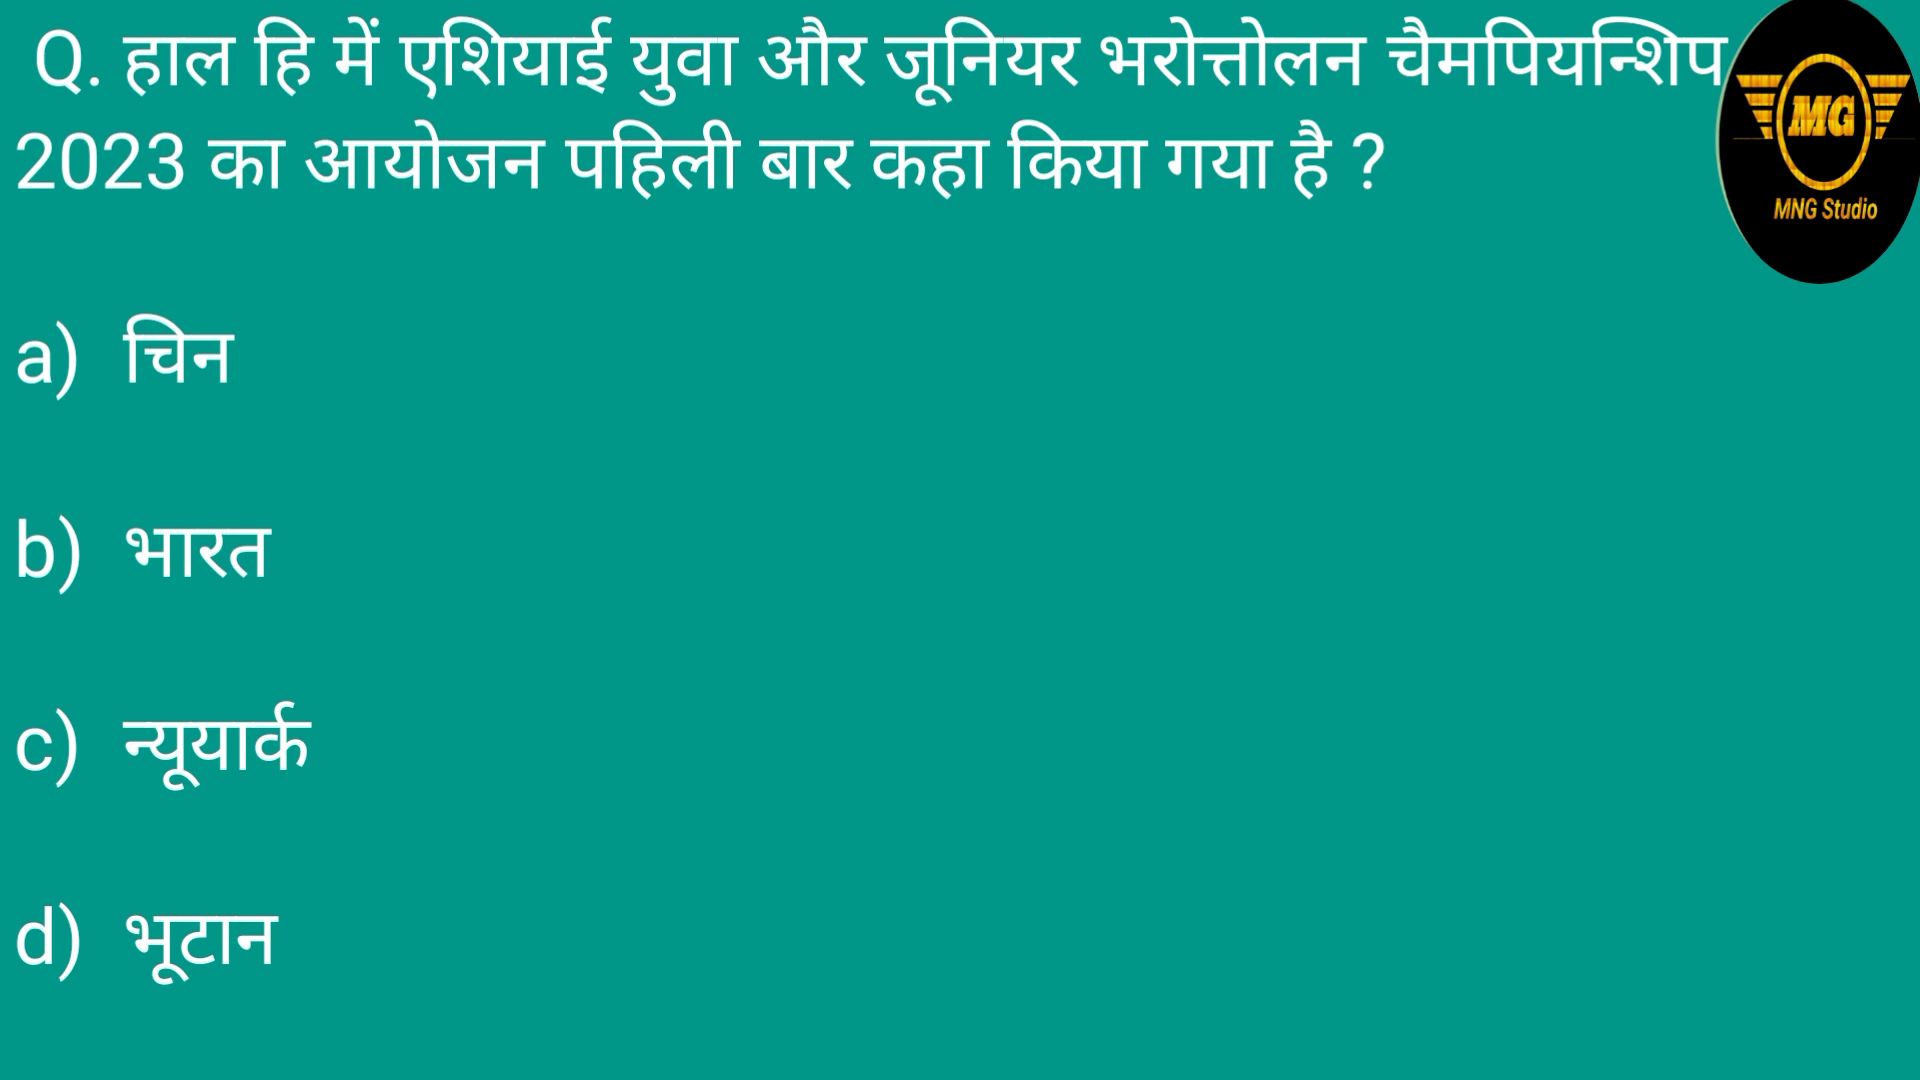 Q. हाल हि में एशियाई युवा और जूनियर भरोत्तोलन चैमपियन्शिप
2023 का आयोजन पहिली बार कहा किया गया है ?
MG
MNG Studio
a) चिन
b) भारत
c) न्यूयार्क
d) भूटान